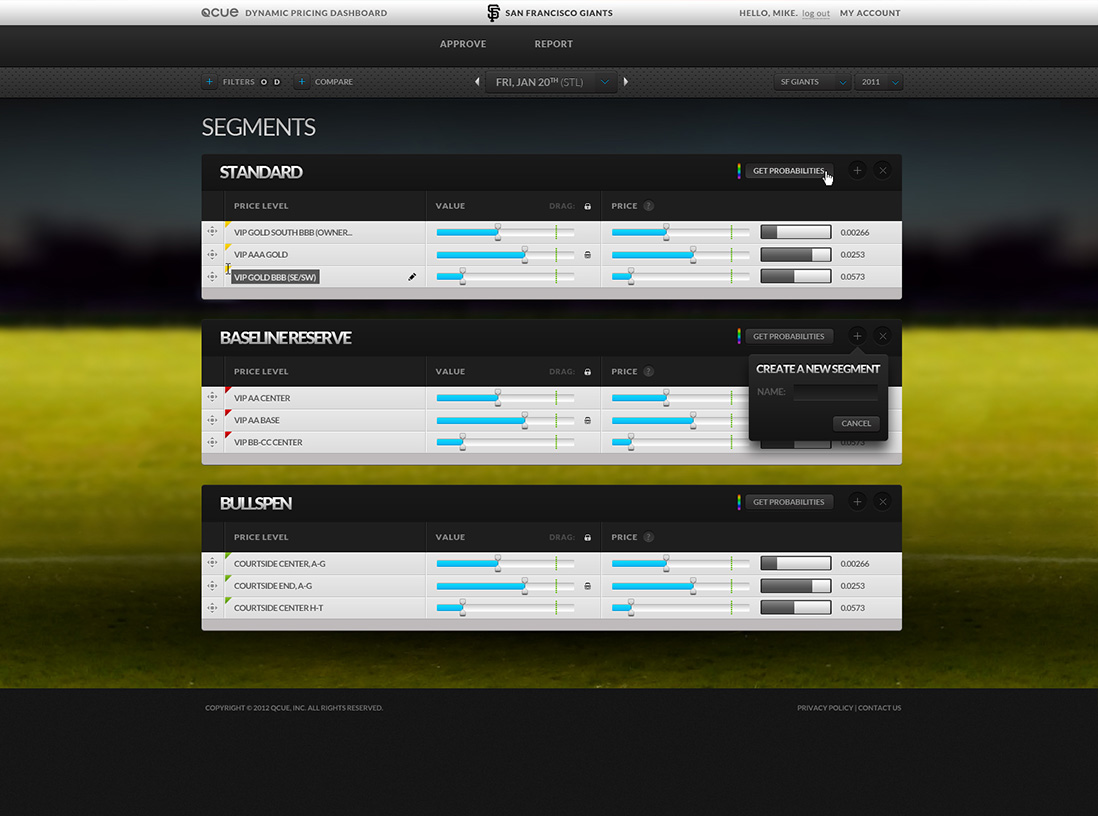 QCUE DYNAMIC PRICING DASHBOARD SF SAN FRANCISCO GIANTS HELLO, MIKE. log out MY ACCOUNT
APPROVE REPORT
+ FILTERS O D + COMPARE FRI, JAN 20TH (STL) SF GIANTS 2011
SEGMENTS
STANDARD GET PROBABILITIES + ×
PRICE LEVEL VALUE DRAG: PRICE ?
VIP GOLD SOUTH BBB (OWNER... 0.00266
VIP AAA GOLD 0.0253
VIP GOLD BBB (SE/SW) 0.0573
BASELINE RESERVE GET PROBABILITIES + ×
PRICE LEVEL VALUE DRAG: PRICE ?
VIP AA CENTER
VIP AA BASE
VIP BB-CC CENTER 0.0573
CREATE A NEW SEGMENT
NAME:
CANCEL
BULLSPEN GET PROBABILITIES + ×
PRICE LEVEL VALUE DRAG: PRICE ?
COURTSIDE CENTER, A-G 0.00266
COURTSIDE END, A-G 0.0253
COURTSIDE CENTER H-T 0.0573
COPYRIGHT © 2012 QCUE, INC. ALL RIGHTS RESERVED. PRIVACY POLICY | CONTACT US